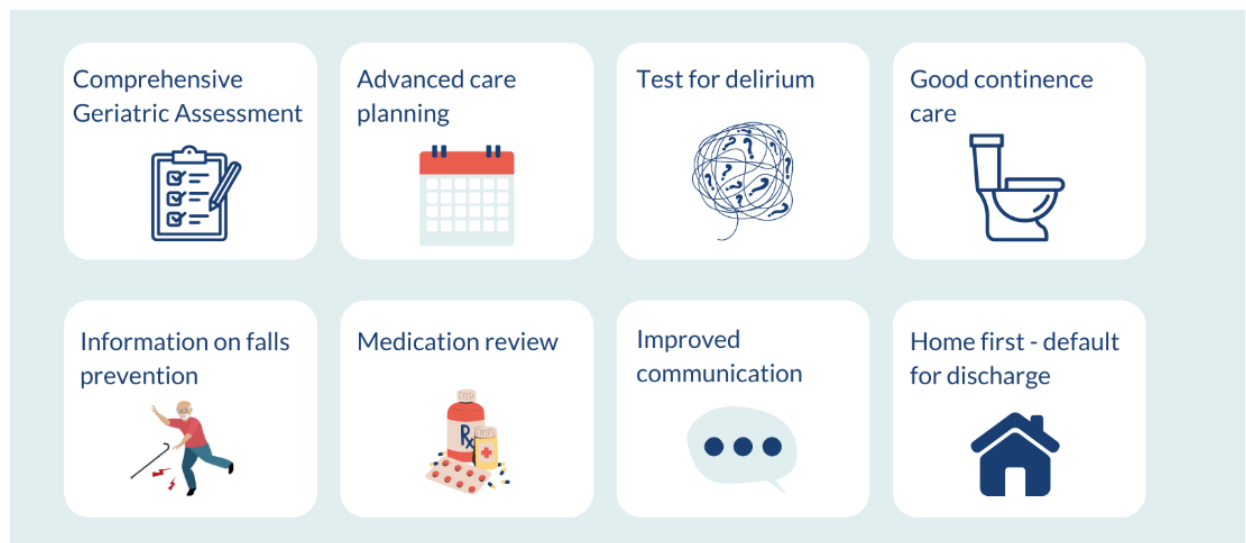 Comprehensive
Geriatric Assessment
Advanced care
planning
Test for delirium
Good continence
care
Information on falls
prevention
Medication review
Rx
Improved
communication
Home first - default
for discharge